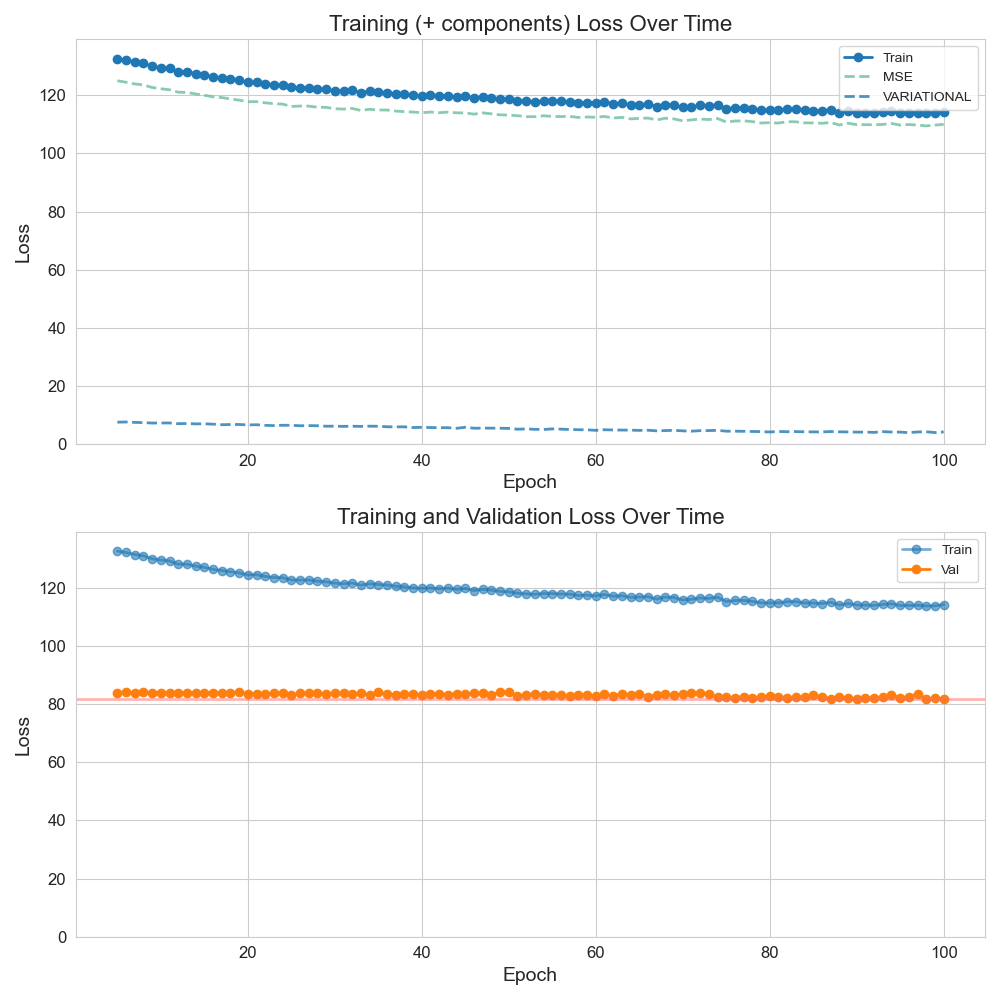 Training (+ components) Loss Over Time
Train
MSE
VARIATIONAL
Loss
120
100
80
60
40
20
0
20 40 60 80 100
Epoch
Training and Validation Loss Over Time
Train
Val
Loss
120
100
80
60
40
20
0
20 40 60 80 100
Epoch